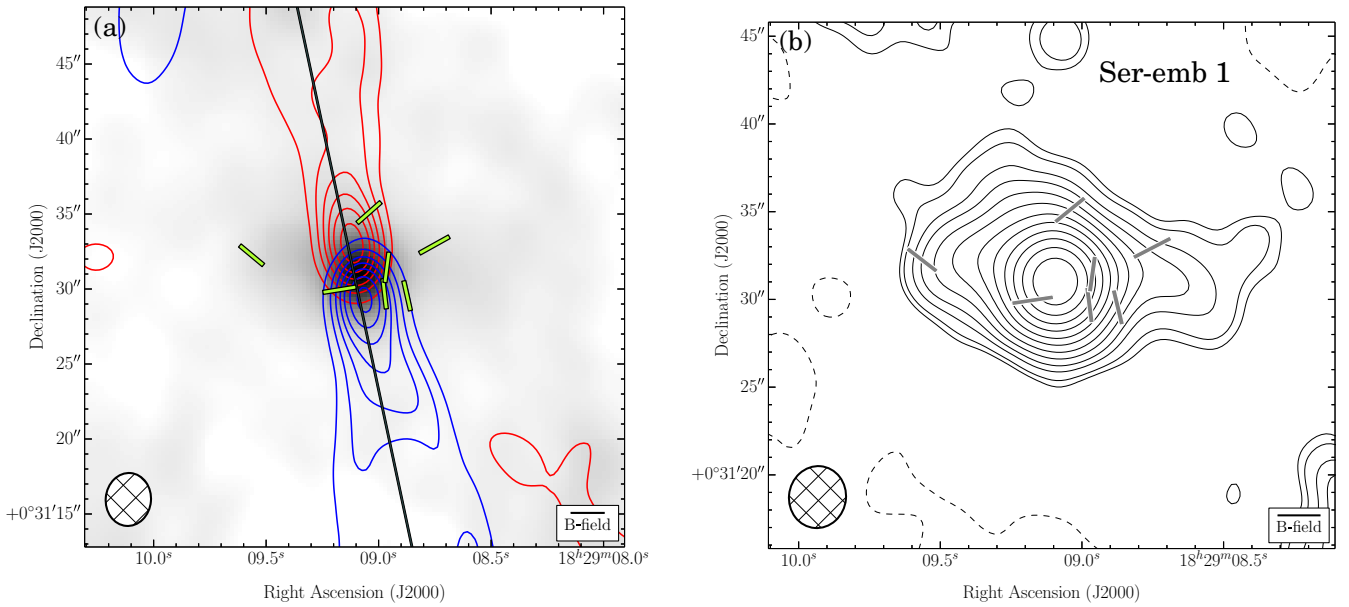 (a)
45″
40″
35″
30″
25″
20″
+0°31′15″
Declination (J2000)
B-field
10.0ˢ
09.5ˢ
09.0ˢ
08.5ˢ
18ʰ29ᵐ08.0ˢ
Right Ascension (J2000)
(b)
Ser-emb 1
45″
40″
35″
30″
25″
+0°31′20″
Declination (J2000)
B-field
10.0ˢ
09.5ˢ
09.0ˢ
18ʰ29ᵐ08.5ˢ
Right Ascension (J2000)